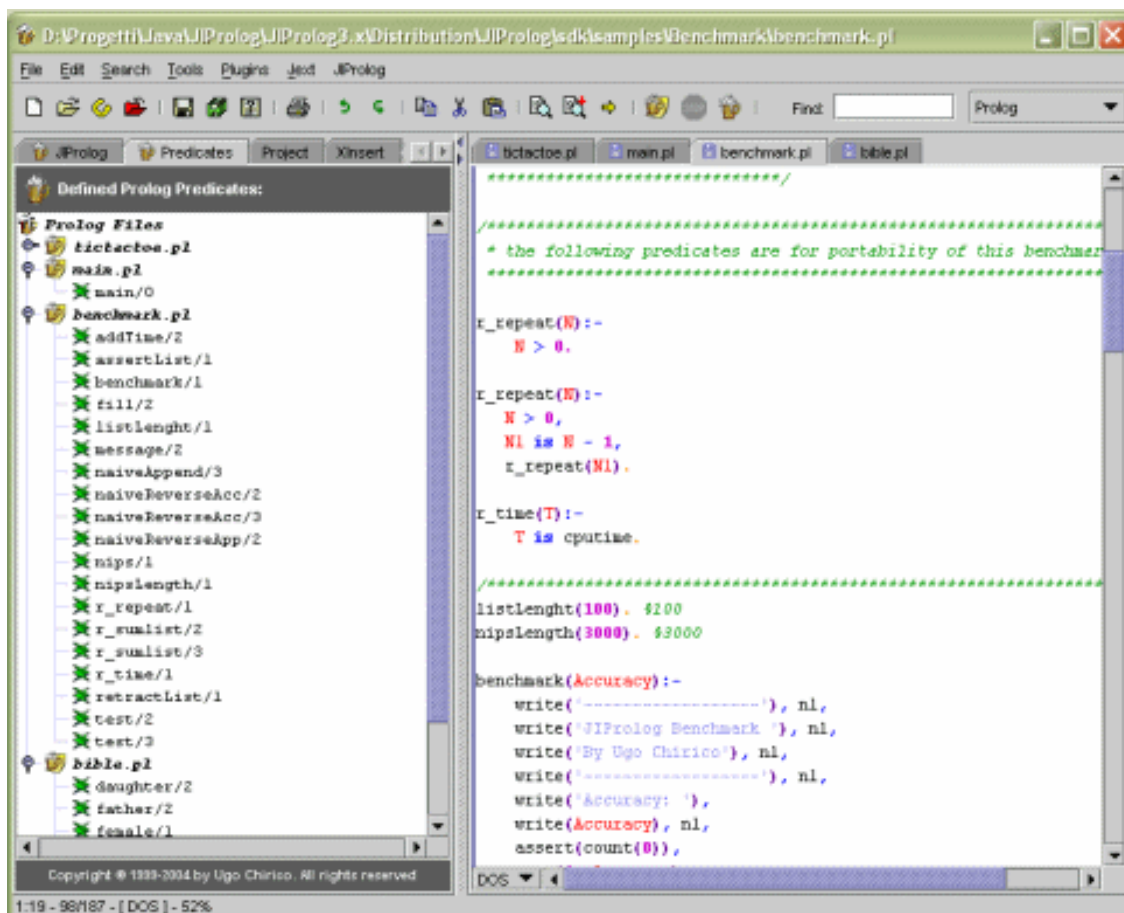 D:\Progetti\Java\JIProlog\JIProlog3.x\Distribution\JIProlog\sdk\samples\Benchmark\benchmark.pl
File Edit Search Tools Plugins Jext JIProlog
Find: Prolog
JIProlog Predicates Project XInsert
Defined Prolog Predicates:
Prolog Files
tictactoe.pl
main.pl
main/0
benchmark.pl
addTime/2
assertList/1
benchmark/1
fill/2
listLenght/1
message/2
naiveAppend/3
naiveReverseAcc/2
naiveReverseAcc/3
naiveReverseApp/2
nips/1
nipsLength/1
r_repeat/1
r_sumlist/2
r_sumlist/3
r_time/1
retractList/1
test/2
test/3
bible.pl
daughter/2
father/2
female/1
Copyright © 1999-2004 by Ugo Chirico. All rights reserved
tictactoe.pl main.pl benchmark.pl bible.pl
******************************/
/****************************************************************
* the following predicates are for portability of this benchmar
****************************************************************
r_repeat(N):-
N > 0.
r_repeat(N):-
N > 0,
N1 is N - 1,
r_repeat(N1).
r_time(T):-
T is cputime.
/****************************************************************
listLenght(100). %100
nipsLength(3000). %3000
benchmark(Accuracy):-
write('------------------'), nl,
write('JIProlog Benchmark '), nl,
write('By Ugo Chirico'), nl,
write('------------------'), nl,
write('Accuracy: '),
write(Accuracy), nl,
assert(count(0)),
DOS
1:19 - 98/187 - [ DOS ] - 52%